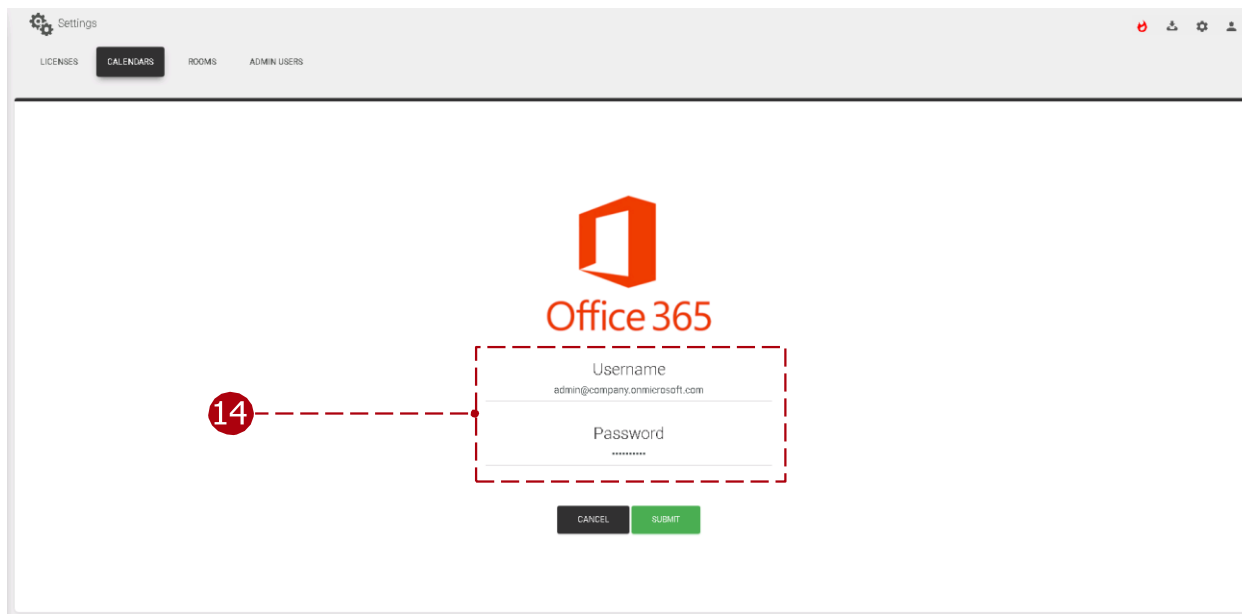 Settings
LICENSES CALENDARS ROOMS ADMIN USERS
Office 365
Username
admin@company.onmicrosoft.com
14
Password
••••••••••
CANCEL SUBMIT